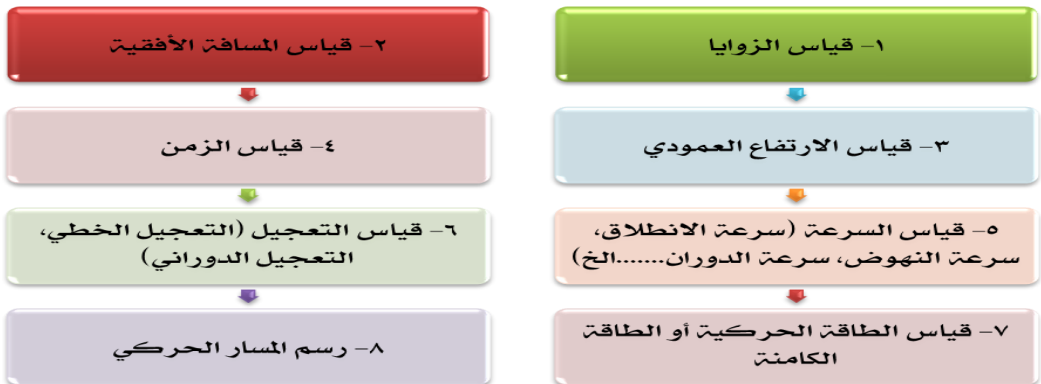 ١- قياس الزوايا
٢- قياس المسافة الأفقية
٣- قياس الارتفاع العمودي
٤- قياس الزمن
٥- قياس السرعة (سرعة الانطلاق،
سرعة النهوض، سرعة الدوران.......الخ)
٦- قياس التعجيل (التعجيل الخطي،
التعجيل الدوراني)
٧- قياس الطاقة الحركية أو الطاقة
الكامنة
٨- رسم المسار الحركي